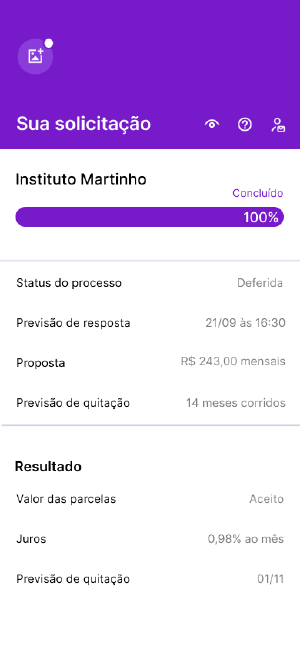 Sua solicitação
Instituto Martinho
Concluído
100%
Status do processo Deferida
Previsão de resposta 21/09 às 16:30
Proposta R$ 243,00 mensais
Previsão de quitação 14 meses corridos
Resultado
Valor das parcelas Aceito
Juros 0,98% ao mês
Previsão de quitação 01/11